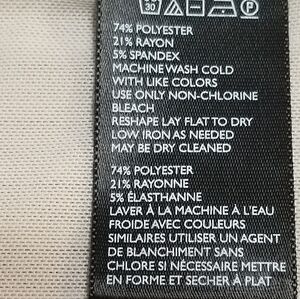 30 P
74% POLYESTER
21% RAYON
5% SPANDEX
MACHINE WASH COLD
WITH LIKE COLORS
USE ONLY NON-CHLORINE
BLEACH
RESHAPE LAY FLAT TO DRY
LOW IRON AS NEEDED
MAY BE DRY CLEANED
74% POLYESTER
21% RAYONNE
5% ÉLASTHANNE
LAVER À LA MACHINE À L'EAU
FROIDE AVEC COULEURS
SIMILAIRES UTILISER UN AGENT
DE BLANCHIMENT SANS
CHLORE SI NÉCESSAIRE METTRE
EN FORME ET SÉCHER À PLAT